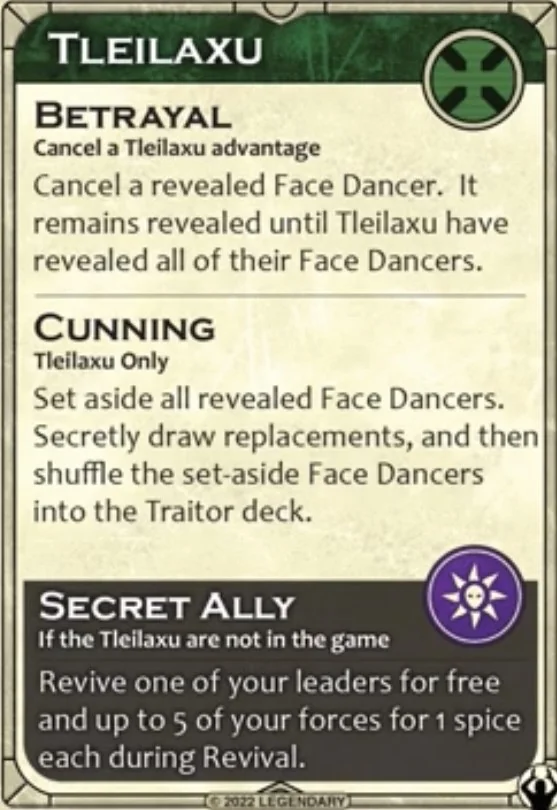 TLEILAXU
BETRAYAL
Cancel a Tleilaxu advantage
Cancel a revealed Face Dancer. It
remains revealed until Tleilaxu have
revealed all of their Face Dancers.
CUNNING
Tleilaxu Only
Set aside all revealed Face Dancers.
Secretly draw replacements, and then
shuffle the set-aside Face Dancers
into the Traitor deck.
SECRET ALLY
If the Tleilaxu are not in the game
Revive one of your leaders for free
and up to 5 of your forces for 1 spice
each during Revival.
© 2022 LEGENDARY